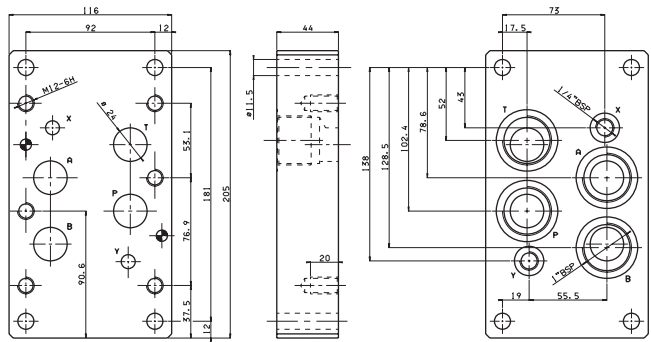 116
92
12
M12-6H
X
ø 24
T
A
P
B
Y
53.1
76.9
37.5
90.6
181
12
205
44
ø11.5
20
73
17.5
1/4"BSP
T
X
A
P
Y
B
1"BSP
43
52
78.6
102.4
128.5
138
19
55.5